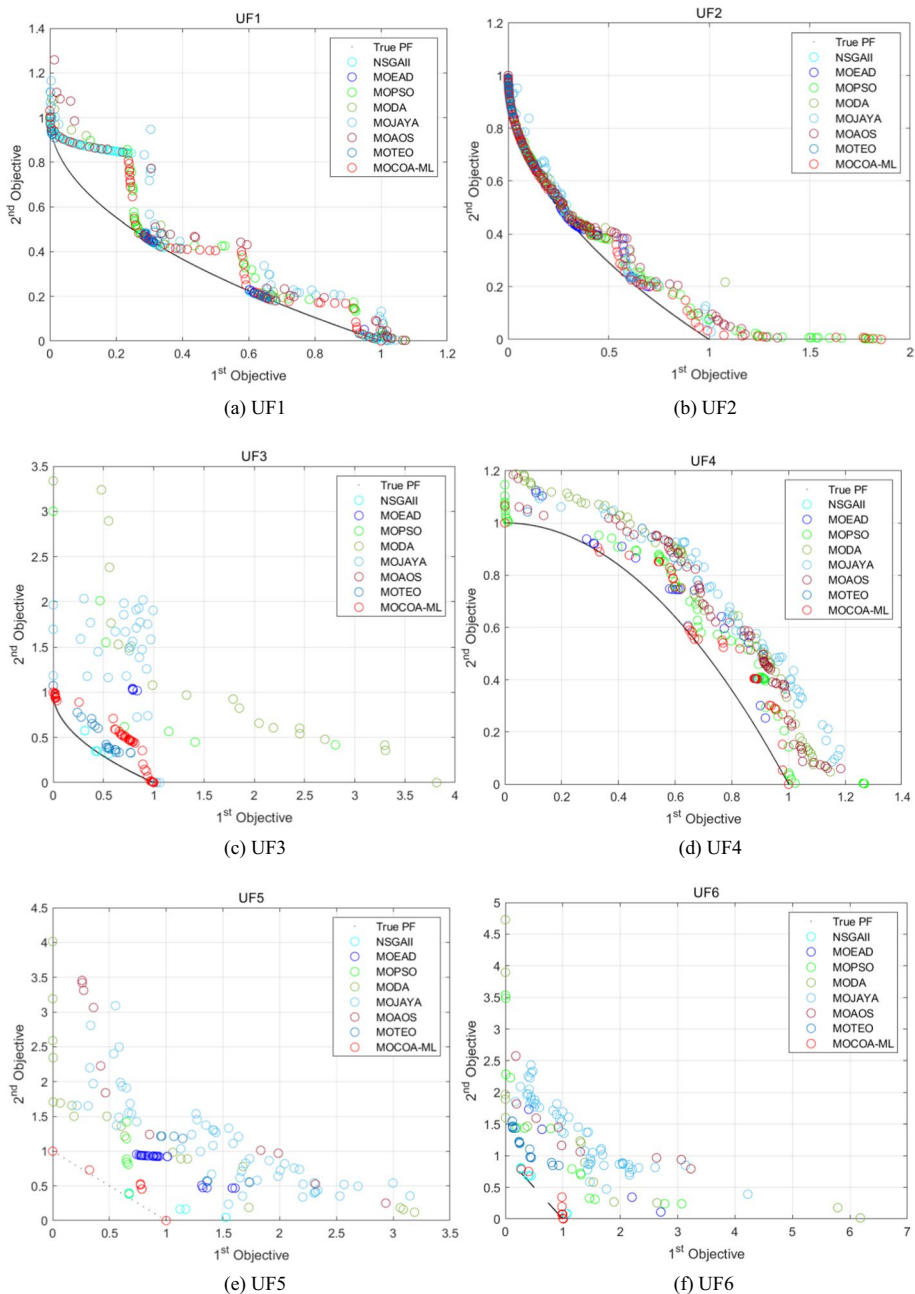 UF1
1.4
1.2
1
0.8
0.6
0.4
0.2
0
0 0.2 0.4 0.6 0.8 1 1.2
2nd Objective
1st Objective
True PF
NSGAII
MOEAD
MOPSO
MODA
MOJAYA
MOAOS
MOTEO
MOCOA-ML
(a) UF1
UF2
1.2
1
0.8
0.6
0.4
0.2
0
0 0.5 1 1.5 2
2nd Objective
1st Objective
True PF
NSGAII
MOEAD
MOPSO
MODA
MOJAYA
MOAOS
MOTEO
MOCOA-ML
(b) UF2
UF3
3.5
3
2.5
2
1.5
1
0.5
0
0 0.5 1 1.5 2 2.5 3 3.5 4
2nd Objective
1st Objective
True PF
NSGAII
MOEAD
MOPSO
MODA
MOJAYA
MOAOS
MOTEO
MOCOA-ML
(c) UF3
UF4
1.2
1
0.8
0.6
0.4
0.2
0
0 0.2 0.4 0.6 0.8 1 1.2 1.4
2nd Objective
1st Objective
True PF
NSGAII
MOEAD
MOPSO
MODA
MOJAYA
MOAOS
MOTEO
MOCOA-ML
(d) UF4
UF5
4.5
4
3.5
3
2.5
2
1.5
1
0.5
0
0 0.5 1 1.5 2 2.5 3 3.5
2nd Objective
1st Objective
True PF
NSGAII
MOEAD
MOPSO
MODA
MOJAYA
MOAOS
MOTEO
MOCOA-ML
(e) UF5
UF6
5
4.5
4
3.5
3
2.5
2
1.5
1
0.5
0
0 1 2 3 4 5 6 7
2nd Objective
1st Objective
True PF
NSGAII
MOEAD
MOPSO
MODA
MOJAYA
MOAOS
MOTEO
MOCOA-ML
(f) UF6